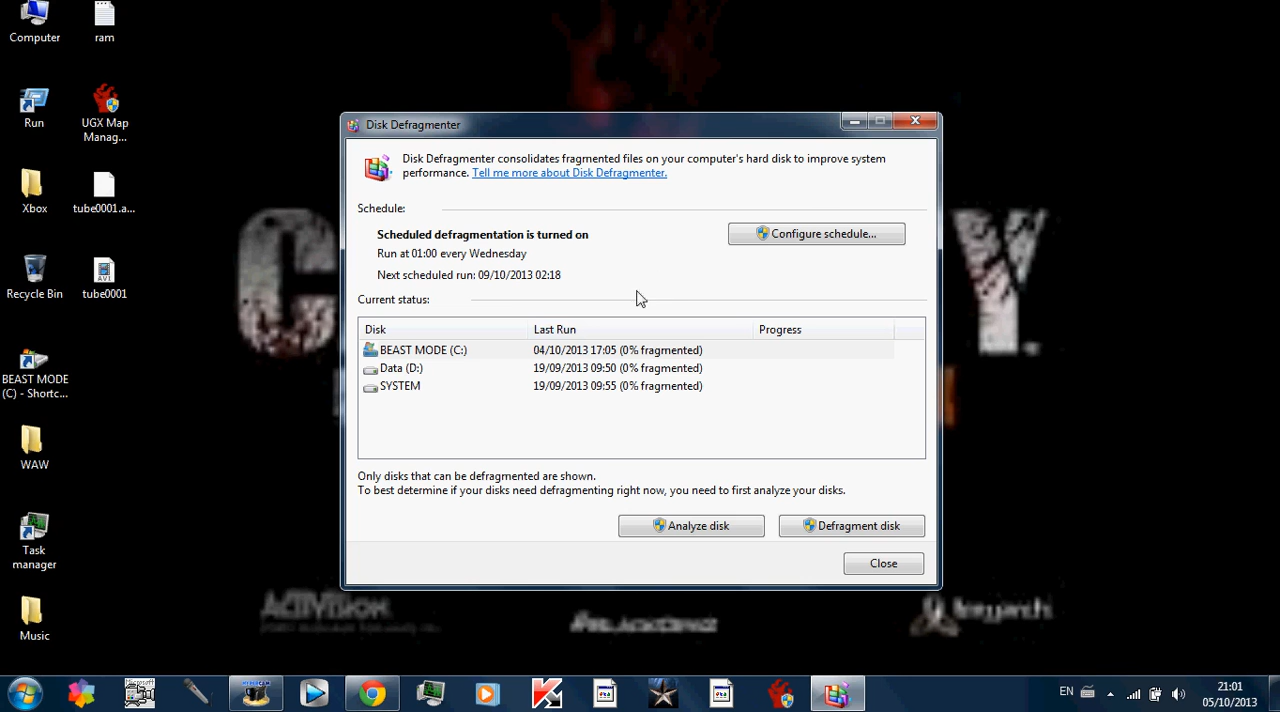 Computer
ram
Run
UGX Map
Manag...
Xbox
tube0001.a...
Recycle Bin
tube0001
BEAST MODE
(C) - Shortc...
WAW
Task
manager
Music
Disk Defragmenter
Disk Defragmenter consolidates fragmented files on your computer's hard disk to improve system
performance. Tell me more about Disk Defragmenter.
Schedule:
Scheduled defragmentation is turned on
Configure schedule...
Run at 01:00 every Wednesday
Next scheduled run: 09/10/2013 02:18
Current status:
Disk Last Run Progress
BEAST MODE (C:) 04/10/2013 17:05 (0% fragmented)
Data (D:) 19/09/2013 09:50 (0% fragmented)
SYSTEM 19/09/2013 09:55 (0% fragmented)
Only disks that can be defragmented are shown.
To best determine if your disks need defragmenting right now, you need to first analyze your disks.
Analyze disk Defragment disk
Close
C Y
ACTIVISION
treyarch
Microsoft
HYPERCAM
EN
21:01
05/10/2013